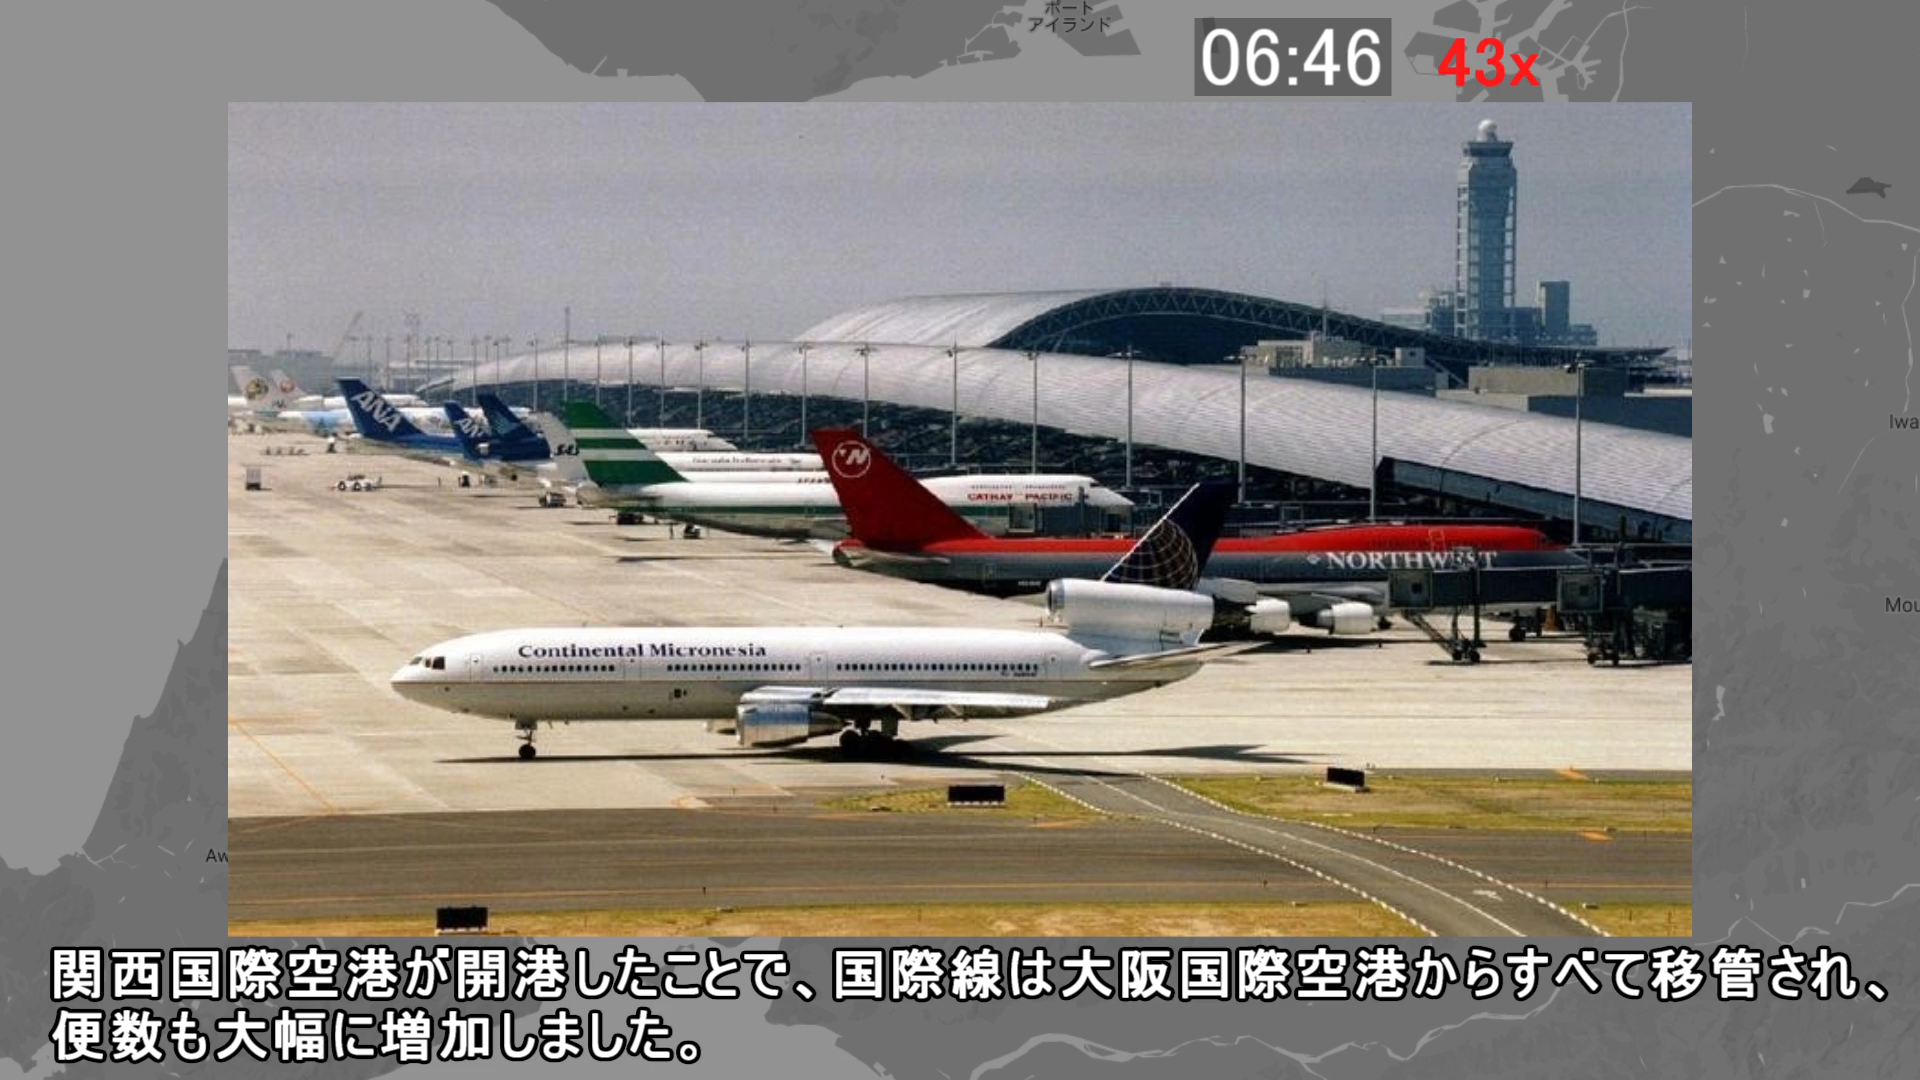 ポート
アイランド
06:46
43x
Iwa
Mou
Aw
ANA
SAS
CATHAY PACIFIC
N
NORTHWEST
Continental Micronesia
関西国際空港が開港したことで、国際線は大阪国際空港からすべて移管され、
便数も大幅に増加しました。